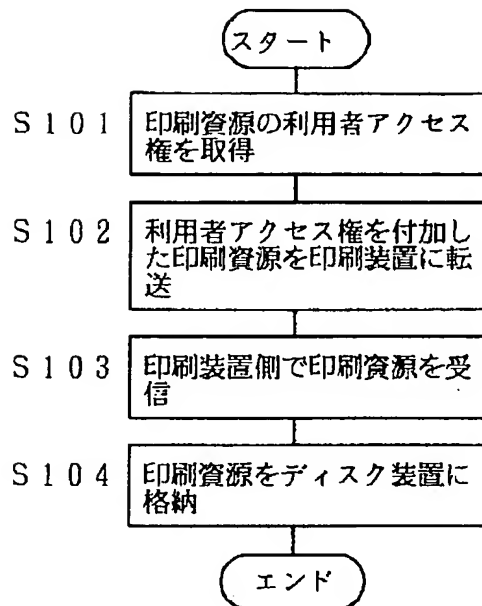 スタート
S101 印刷資源の利用者アクセス
権を取得
S102 利用者アクセス権を付加し
た印刷資源を印刷装置に転
送
S103 印刷装置側で印刷資源を受
信
S104 印刷資源をディスク装置に
格納
エンド